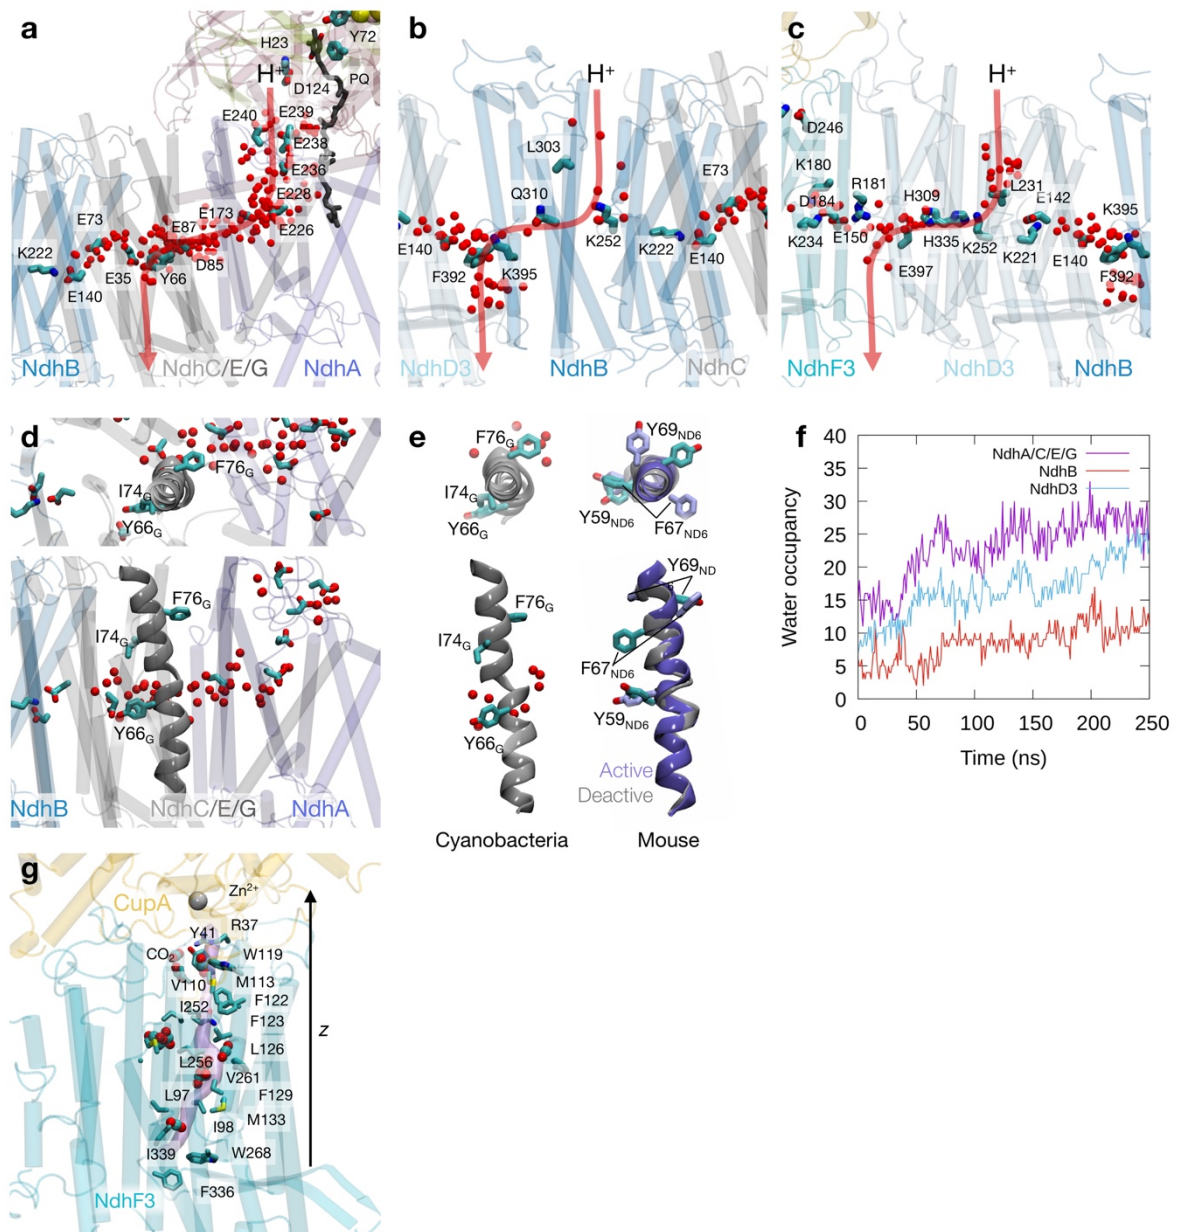 a
H23
Y72
H⁺
D124
PQ
E240
E239
E238
E236
E228
E73
E87
E173
E226
K222
E35
Y66
D85
E140
NdhB
NdhC/E/G
NdhA
b
H⁺
L303
E73
Q310
E140
K252
K222
E140
F392
K395
NdhD3
NdhB
NdhC
c
H⁺
D246
K180
R181
L231
D184
H309
E142
K395
K234
E150
H335
K252
K221
E140
E397
F392
NdhF3
NdhD3
NdhB
d
F76G
I74G
Y66G
F76G
I74G
Y66G
NdhB
NdhC/E/G
NdhA
e
F76G
I74G
Y66G
Y69ND6
Y59ND6
F67ND6
F76G
I74G
Y66G
Y69ND
F67ND6
Y59ND6
Active
Deactive
Cyanobacteria
Mouse
f
NdhA/C/E/G
NdhB
NdhD3
Water occupancy
40
35
30
25
20
15
10
5
0
0 50 100 150 200 250
Time (ns)
g
Zn²⁺
CupA
Y41
R37
CO₂
W119
V110
M113
I252
F122
F123
L126
L256
V261
L97
F129
I98
M133
I339
W268
F336
NdhF3
z